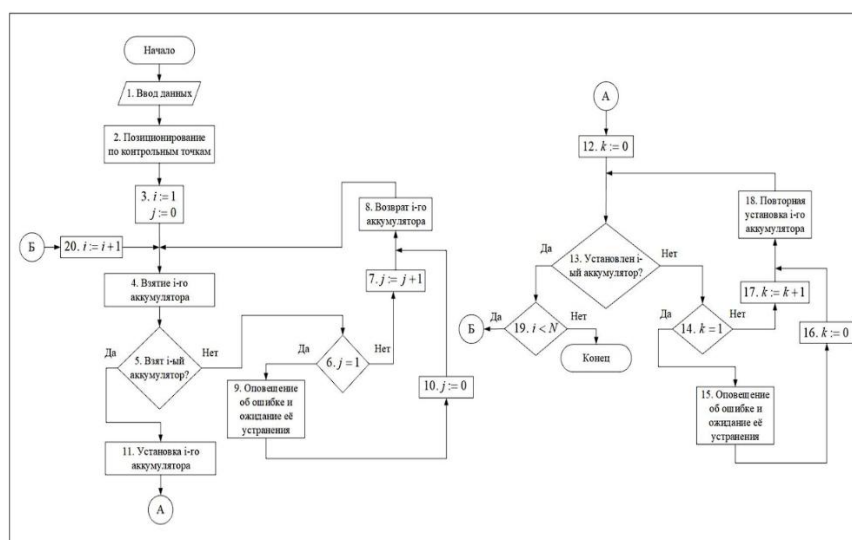 Начало
1. Ввод данных
2. Позиционирование
по контрольным точкам
3. i := 1
j := 0
Б
20. i := i+1
4. Взятие i-го
аккумулятора
Да
5. Взят i-ый
аккумулятор?
Нет
11. Установка i-го
аккумулятора
А
8. Возврат i-го
аккумулятора
7. j := j+1
Да
6. j = 1
Нет
9. Оповещение
об ошибке и
ожидание её
устранения
10. j := 0
А
12. k := 0
Да
13. Установлен i-
ый аккумулятор?
Нет
18. Повторная
установка i-го
аккумулятора
17. k := k+1
16. k := 0
Б
Да
19. i < N
Нет
Конец
Да
14. k = 1
Нет
15. Оповещение
об ошибке и
ожидание её
устранения